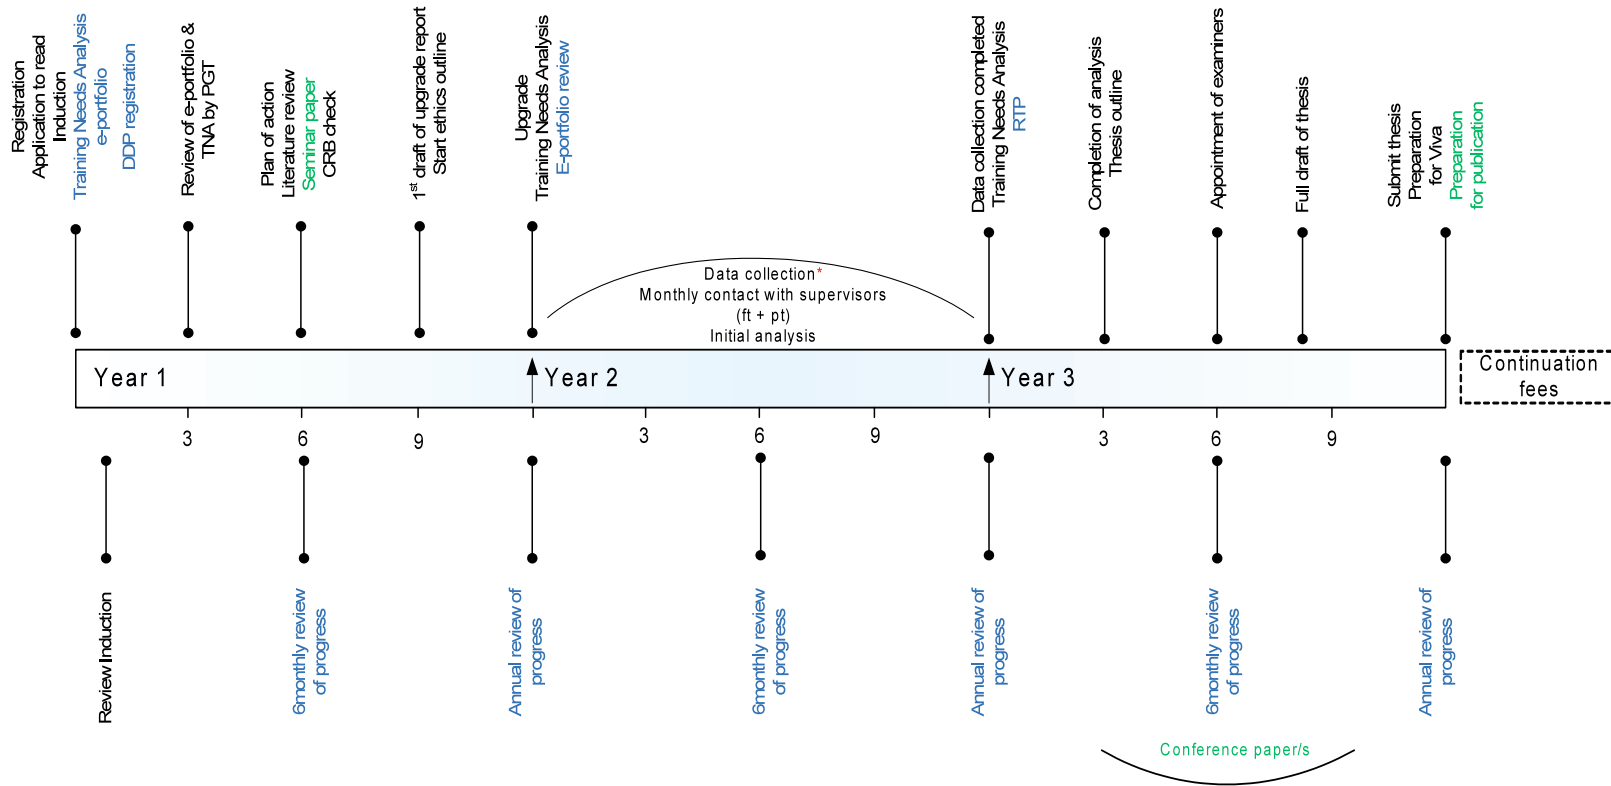 Registration
Application to read
Induction
Training Needs Analysis
e-portfolio
DDP registration
Review of e-portfolio &
TNA by PGT
Plan of action
Literature review
Seminar paper
CRB check
1st draft of upgrade report
Start ethics outline
Upgrade
Training Needs Analysis
E-portfolio review
Data collection completed
Training Needs Analysis
RTP
Completion of analysis
Thesis outline
Appointment of examiners
Full draft of thesis
Submit thesis
Preparation
for Viva
Preparation
for publication
Data collection*
Monthly contact with supervisors
(ft + pt)
Initial analysis
Year 1
Year 2
Year 3
Continuation
fees
3
6
9
3
6
9
3
6
9
Review Induction
6monthly review
of progress
Annual review of
progress
6monthly review
of progress
Annual review of
progress
6monthly review
of progress
Annual review of
progress
Conference paper/s